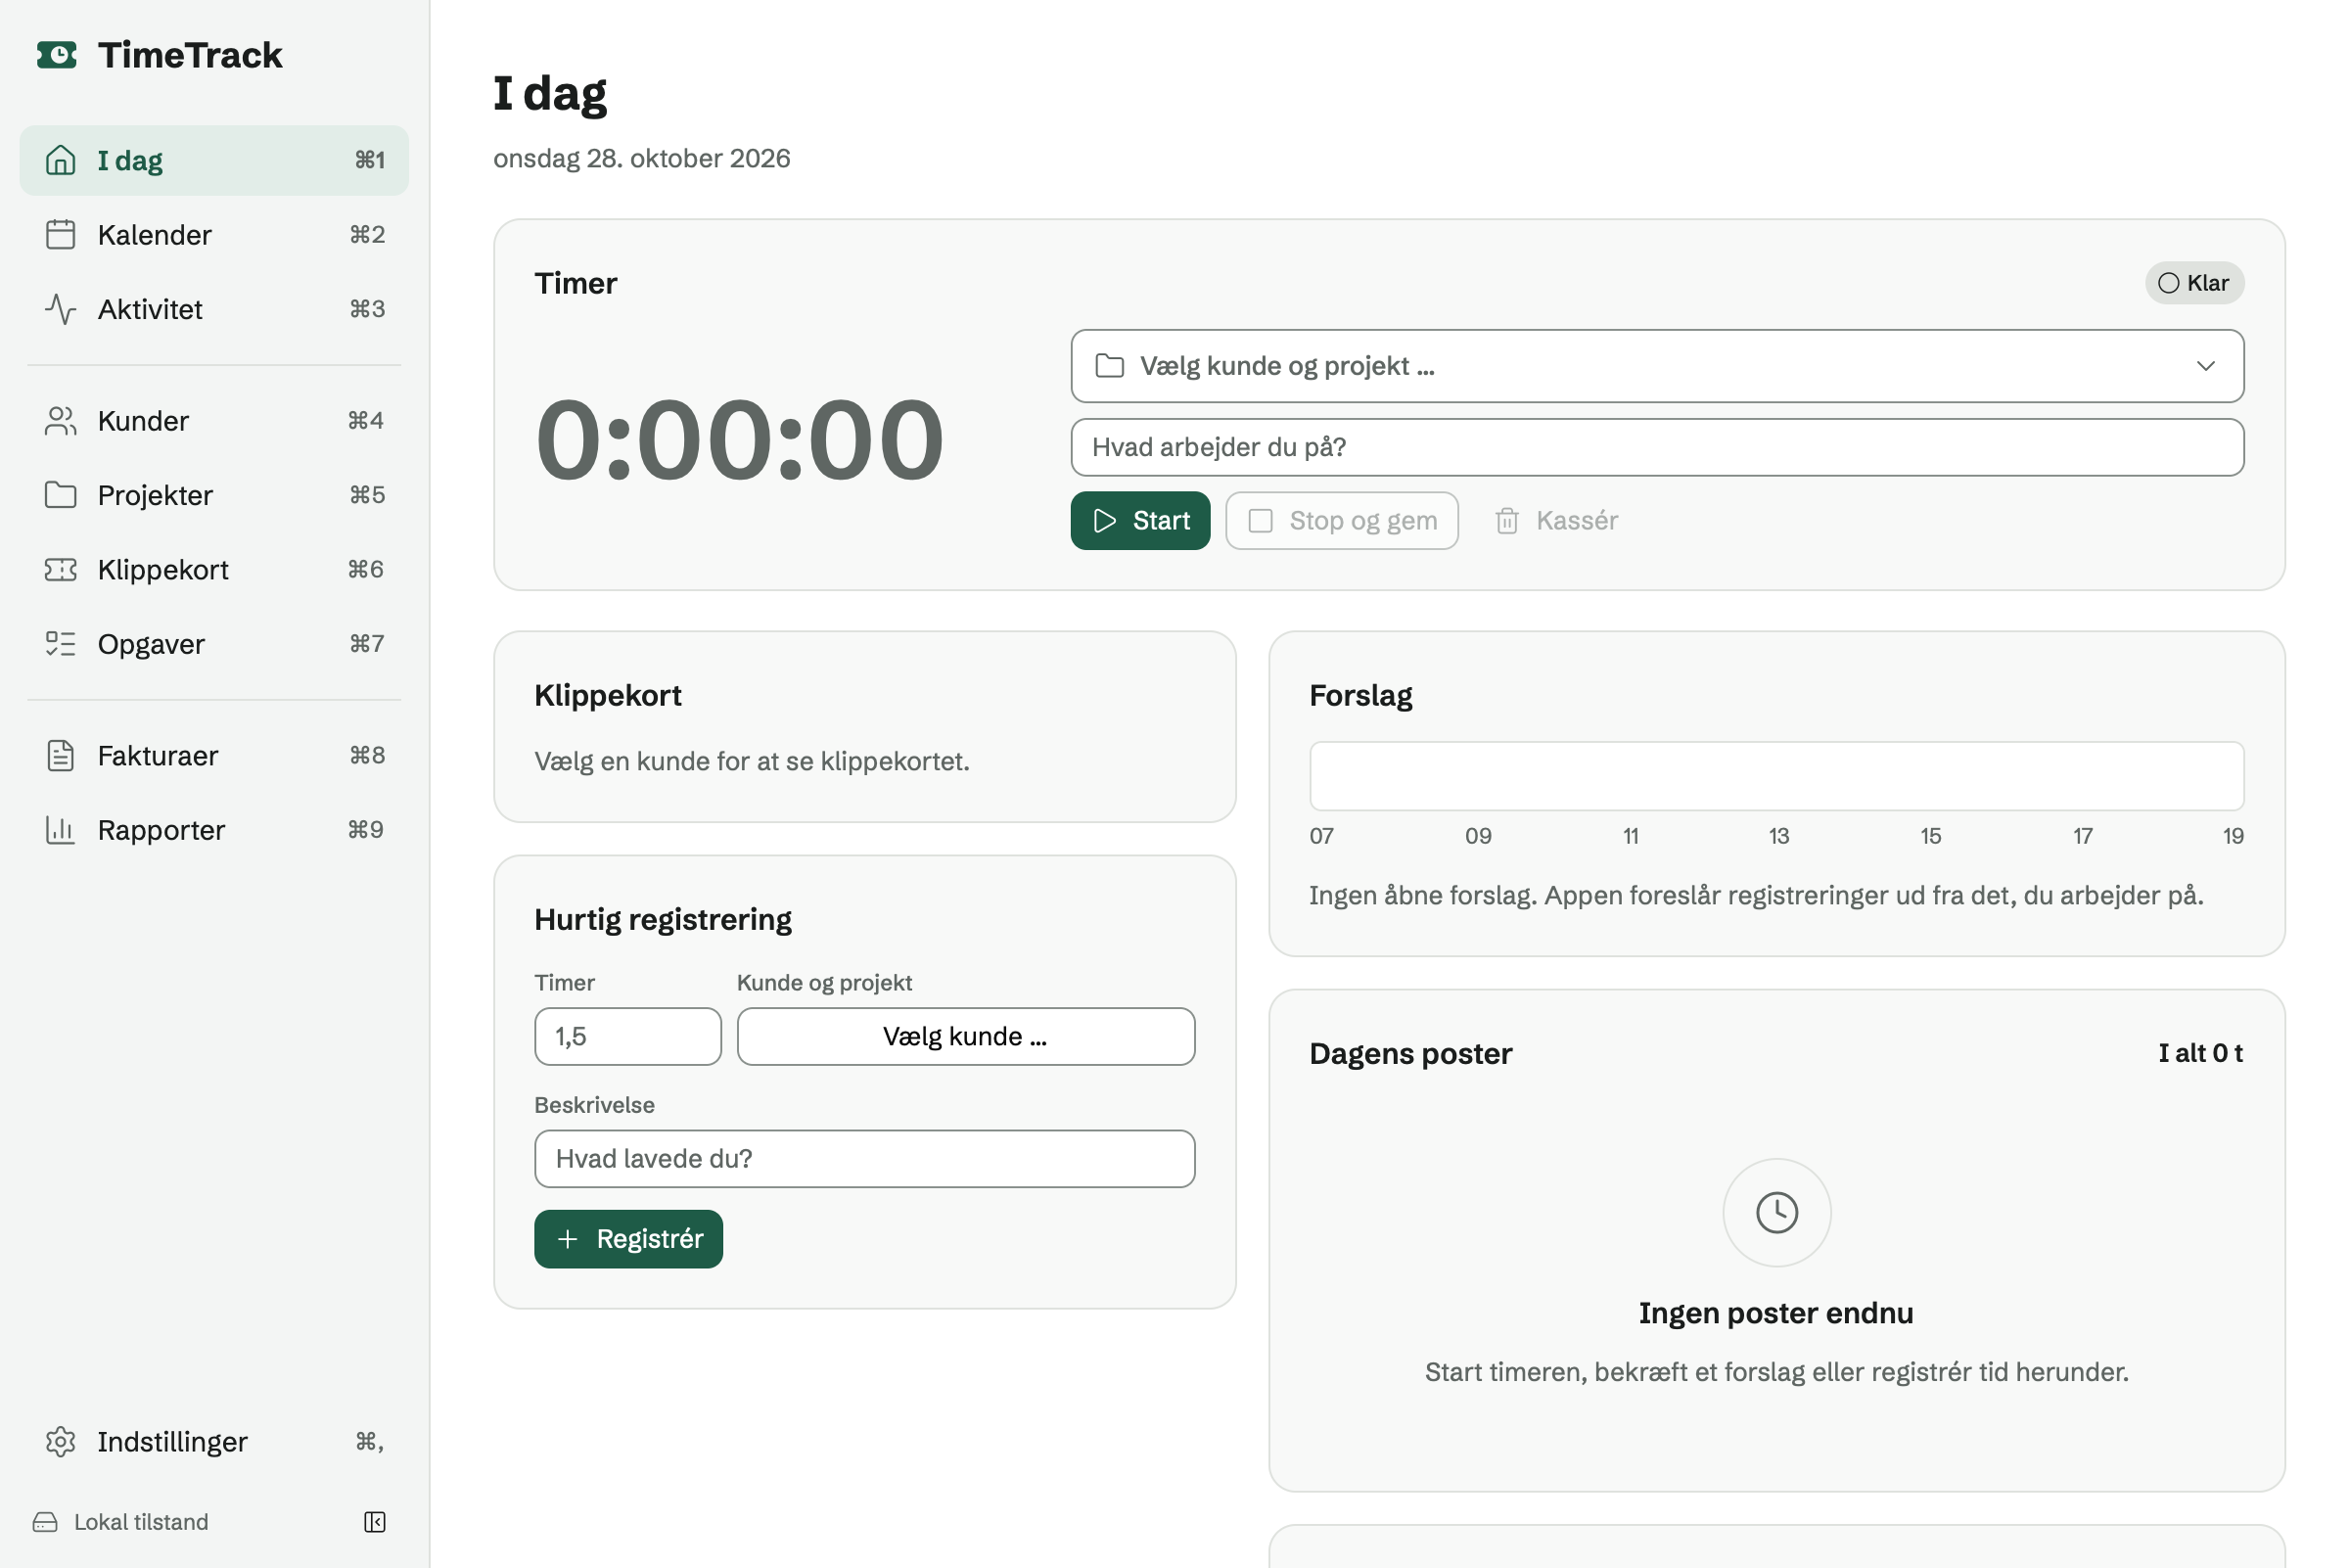 TimeTrack
I dag ⌘1
Kalender ⌘2
Aktivitet ⌘3
Kunder ⌘4
Projekter ⌘5
Klippekort ⌘6
Opgaver ⌘7
Fakturaer ⌘8
Rapporter ⌘9
Indstillinger ⌘,
Lokal tilstand
I dag
onsdag 28. oktober 2026
Timer
Klar
0:00:00
Vælg kunde og projekt ...
Hvad arbejder du på?
Start
Stop og gem
Kassér
Klippekort
Vælg en kunde for at se klippekortet.
Hurtig registrering
Timer
Kunde og projekt
1,5
Vælg kunde ...
Beskrivelse
Hvad lavede du?
Registrér
Forslag
07 09 11 13 15 17 19
Ingen åbne forslag. Appen foreslår registreringer ud fra det, du arbejder på.
Dagens poster
I alt 0 t
Ingen poster endnu
Start timeren, bekræft et forslag eller registrér tid herunder.